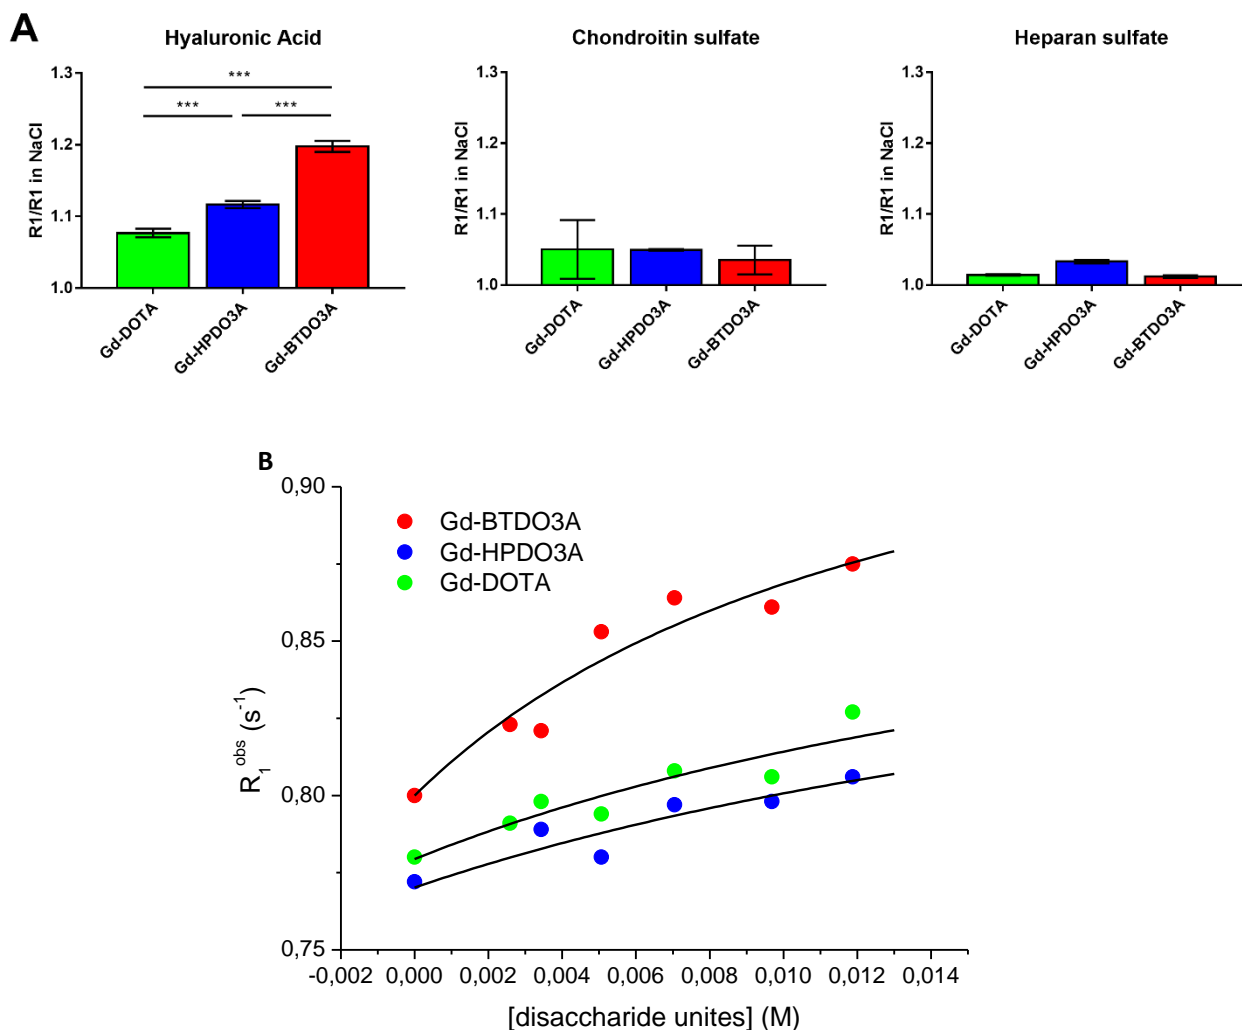 A
Hyaluronic Acid
R1/R1 in NaCl
1.3
1.2
1.1
1.0
***
***
***
Gd-DOTA
Gd-HPDO3A
Gd-BTDO3A
Chondroitin sulfate
R1/R1 in NaCl
1.3
1.2
1.1
1.0
Gd-DOTA
Gd-HPDO3A
Gd-BTDO3A
Heparan sulfate
R1/R1 in NaCl
1.3
1.2
1.1
1.0
Gd-DOTA
Gd-HPDO3A
Gd-BTDO3A
B
R1obs (s-1)
0,90
0,85
0,80
0,75
Gd-BTDO3A
Gd-HPDO3A
Gd-DOTA
-0,002 0,000 0,002 0,004 0,006 0,008 0,010 0,012 0,014
[disaccharide unites] (M)